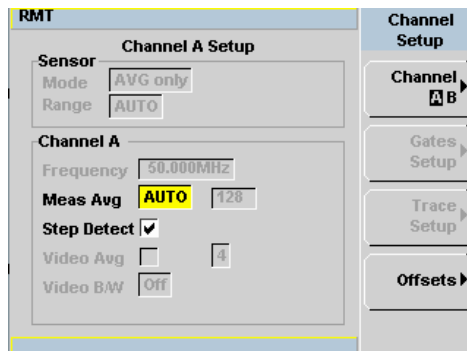 RMT
Channel A Setup
Sensor
Mode AVG only
Range AUTO
Channel A
Frequency 50.000MHz
Meas Avg AUTO 128
Step Detect
Video Avg 4
Video B/W Off
Channel
Setup
Channel
A B
Gates
Setup
Trace
Setup
Offsets